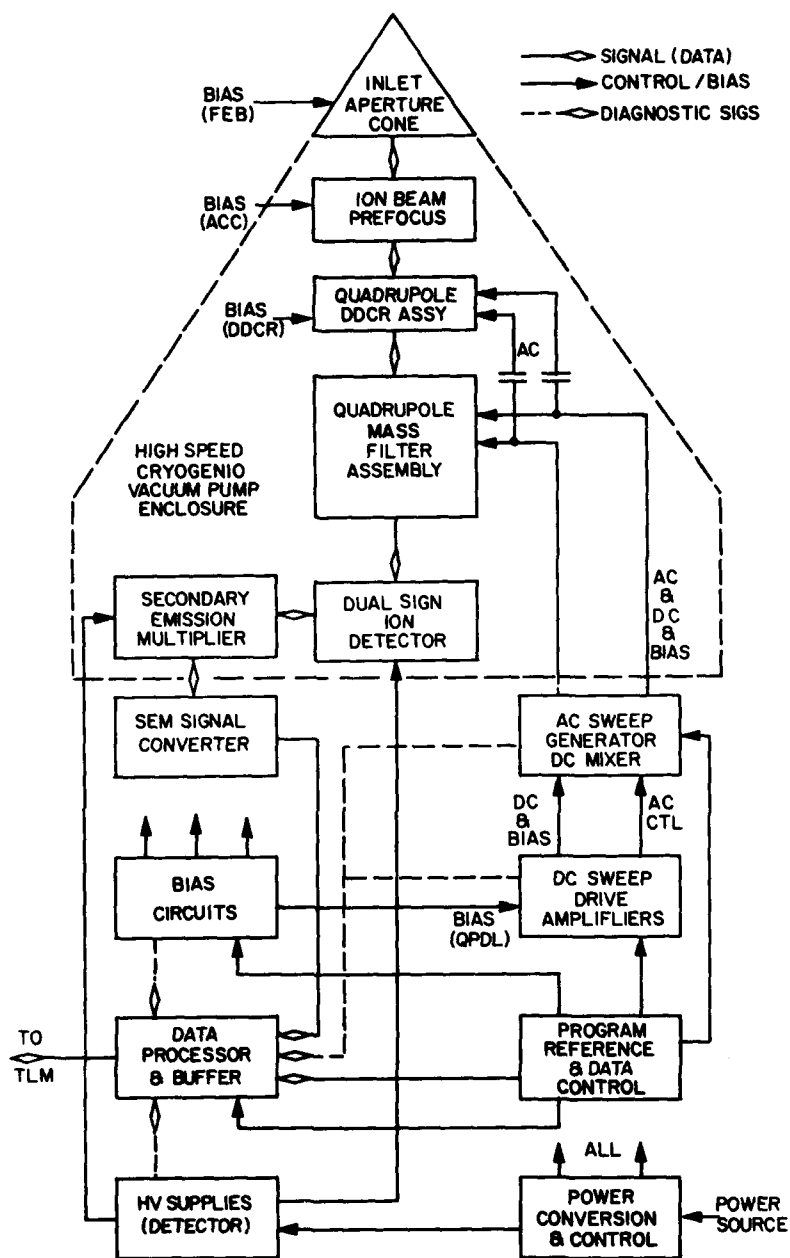 INLET
APERTURE
CONE
SIGNAL (DATA)
CONTROL/BIAS
DIAGNOSTIC SIGS
BIAS
(FEB)
ION BEAM
PREFOCUS
BIAS
(ACC)
QUADRUPOLE
DDCR ASSY
BIAS
(DDCR)
AC
QUADRUPOLE
MASS
FILTER
ASSEMBLY
HIGH SPEED
CRYOGENIO
VACUUM PUMP
ENCLOSURE
SECONDARY
EMISSION
MULTIPLIER
DUAL SIGN
ION
DETECTOR
AC
&
DC
&
BIAS
SEM SIGNAL
CONVERTER
AC SWEEP
GENERATOR
DC MIXER
DC
&
BIAS
AC
CTL
BIAS
CIRCUITS
BIAS
(QPDL)
DC SWEEP
DRIVE
AMPLIFLIERS
TO
TLM
DATA
PROCESSOR
& BUFFER
PROGRAM
REFERENCE
& DATA
CONTROL
ALL
HV SUPPLIES
(DETECTOR)
POWER
CONVERSION
& CONTROL
POWER
SOURCE